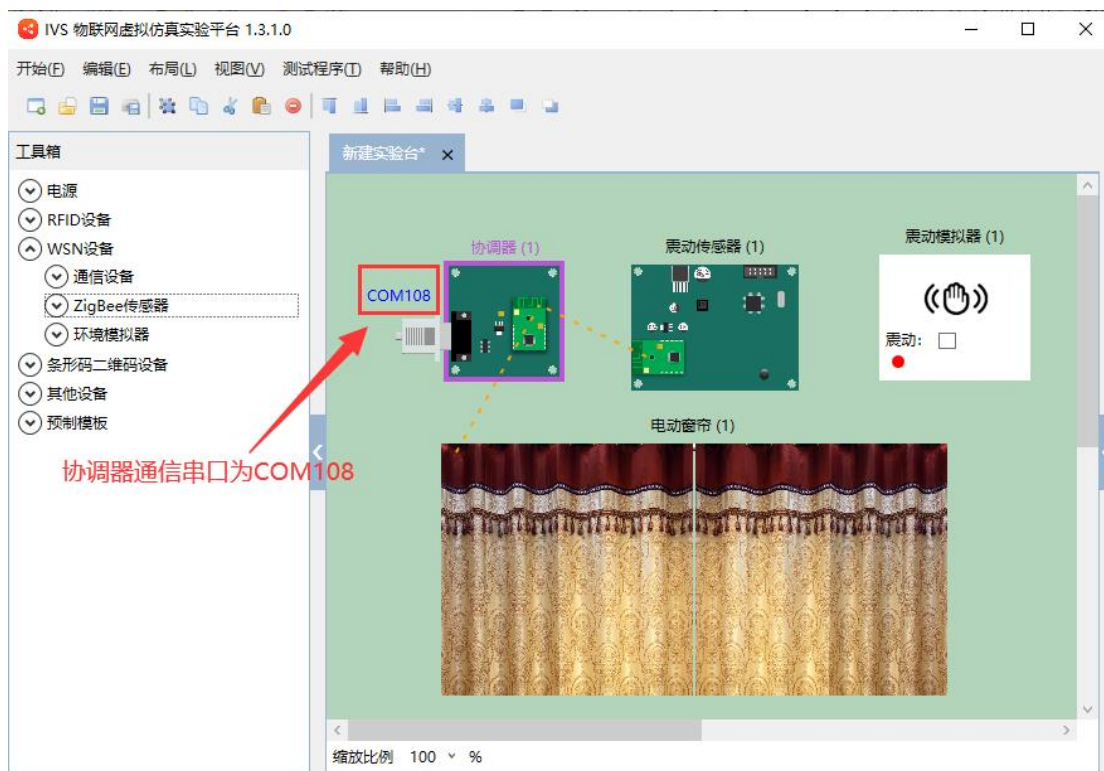 IVS 物联网虚拟仿真实验平台 1.3.1.0
开始(F) 编辑(E) 布局(L) 视图(V) 测试程序(T) 帮助(H)
工具箱
新建实验台*
电源
RFID设备
WSN设备
通信设备
ZigBee传感器
环境模拟器
条形码二维码设备
其他设备
预制模板
协调器 (1)
震动传感器 (1)
震动模拟器 (1)
COM108
震动：
电动窗帘 (1)
协调器通信串口为COM108
缩放比例 100 %